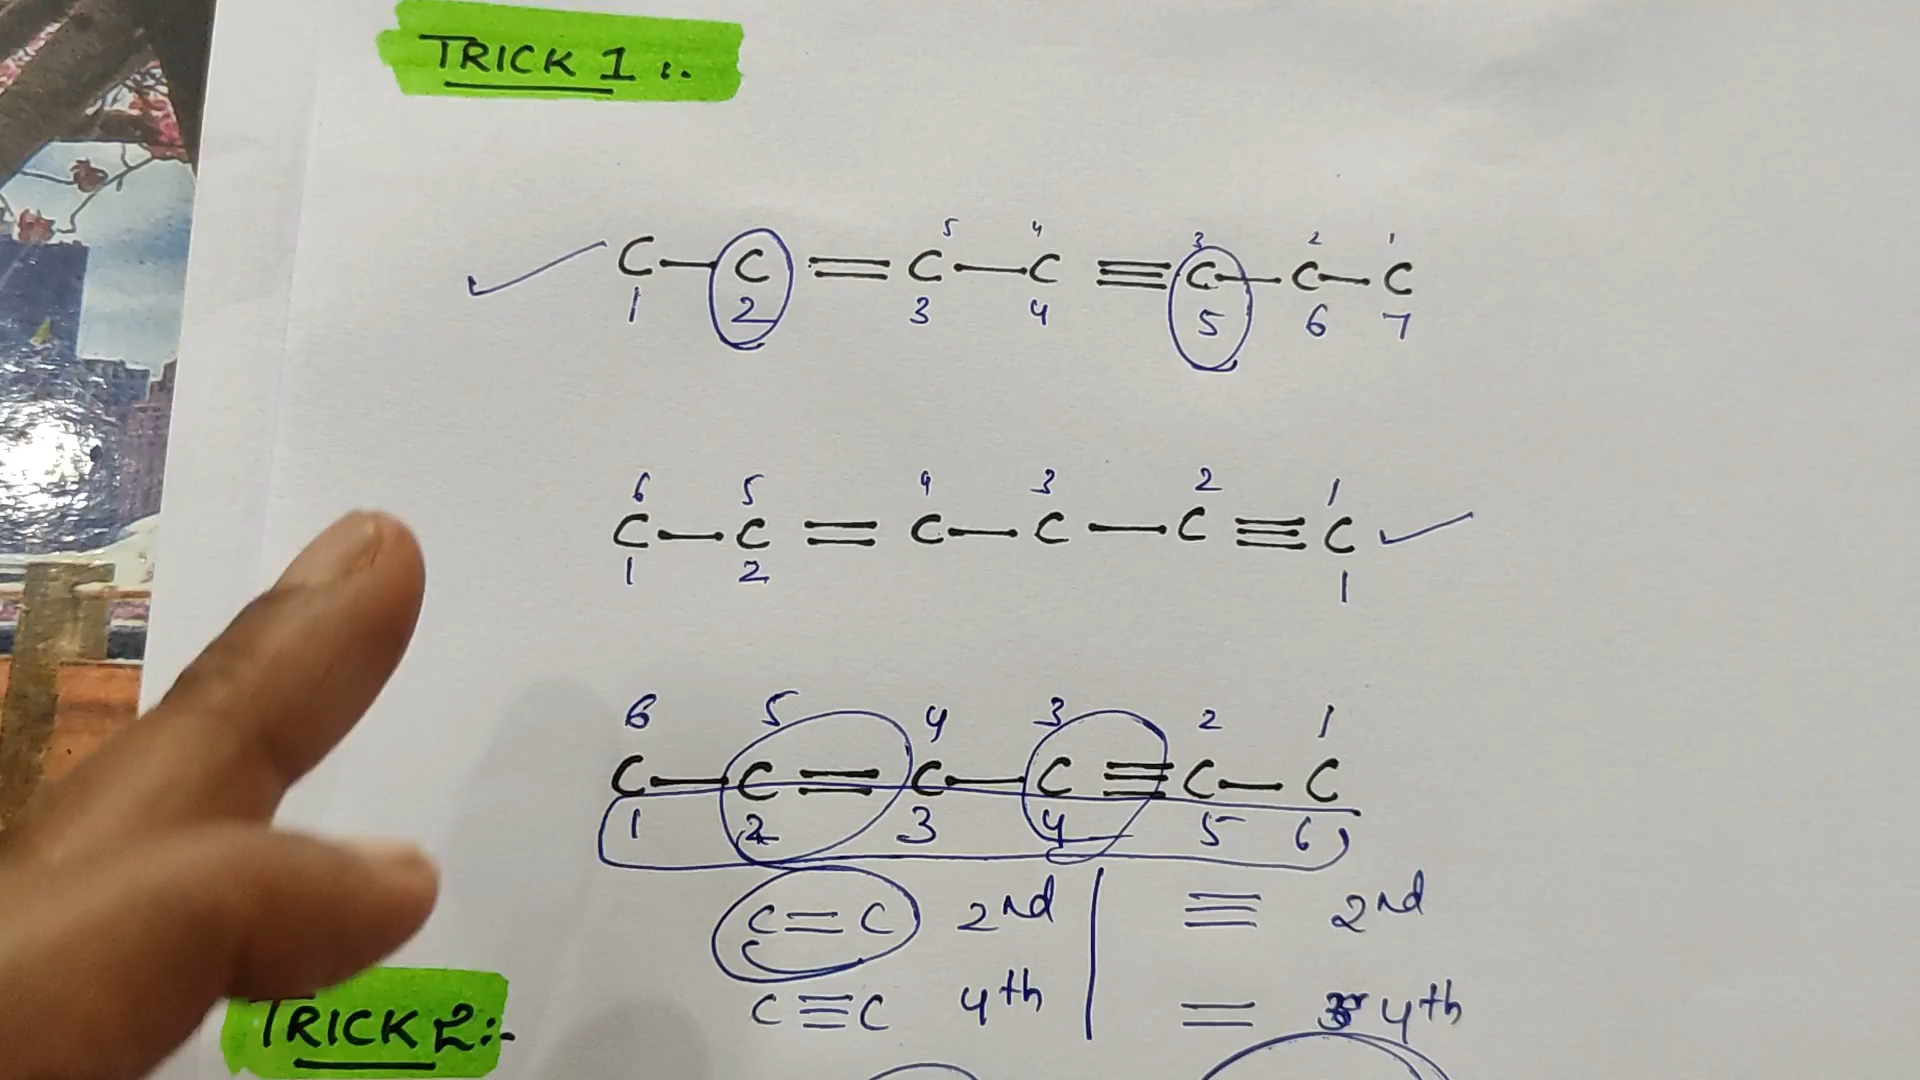 TRICK 1:-
5 4 3 2 1
C—C=C—C≡C—C—C
1 2 3 4 5 6 7
6 5 4 3 2 1
C—C=C—C—C≡C
1 2 1
6 5 4 3 2 1
C—C=C—C≡C—C
1 2 3 4 5 6
C=C 2nd | ≡ 2nd
C≡C 4th | = 4th
TRICK 2:-